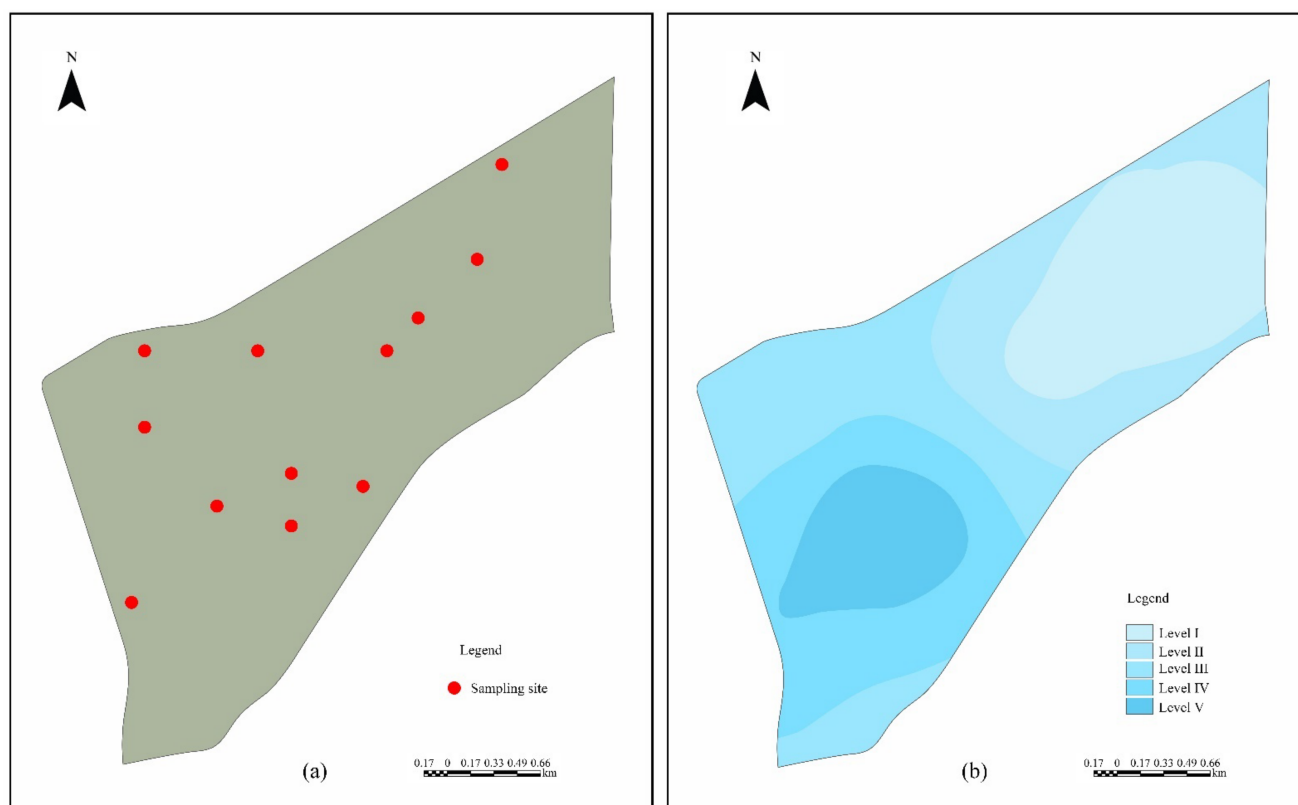 N
Legend
Sampling site
(a)
0.17 0 0.17 0.33 0.49 0.66
km
N
Legend
Level I
Level II
Level III
Level IV
Level V
(b)
0.17 0 0.17 0.33 0.49 0.66
km